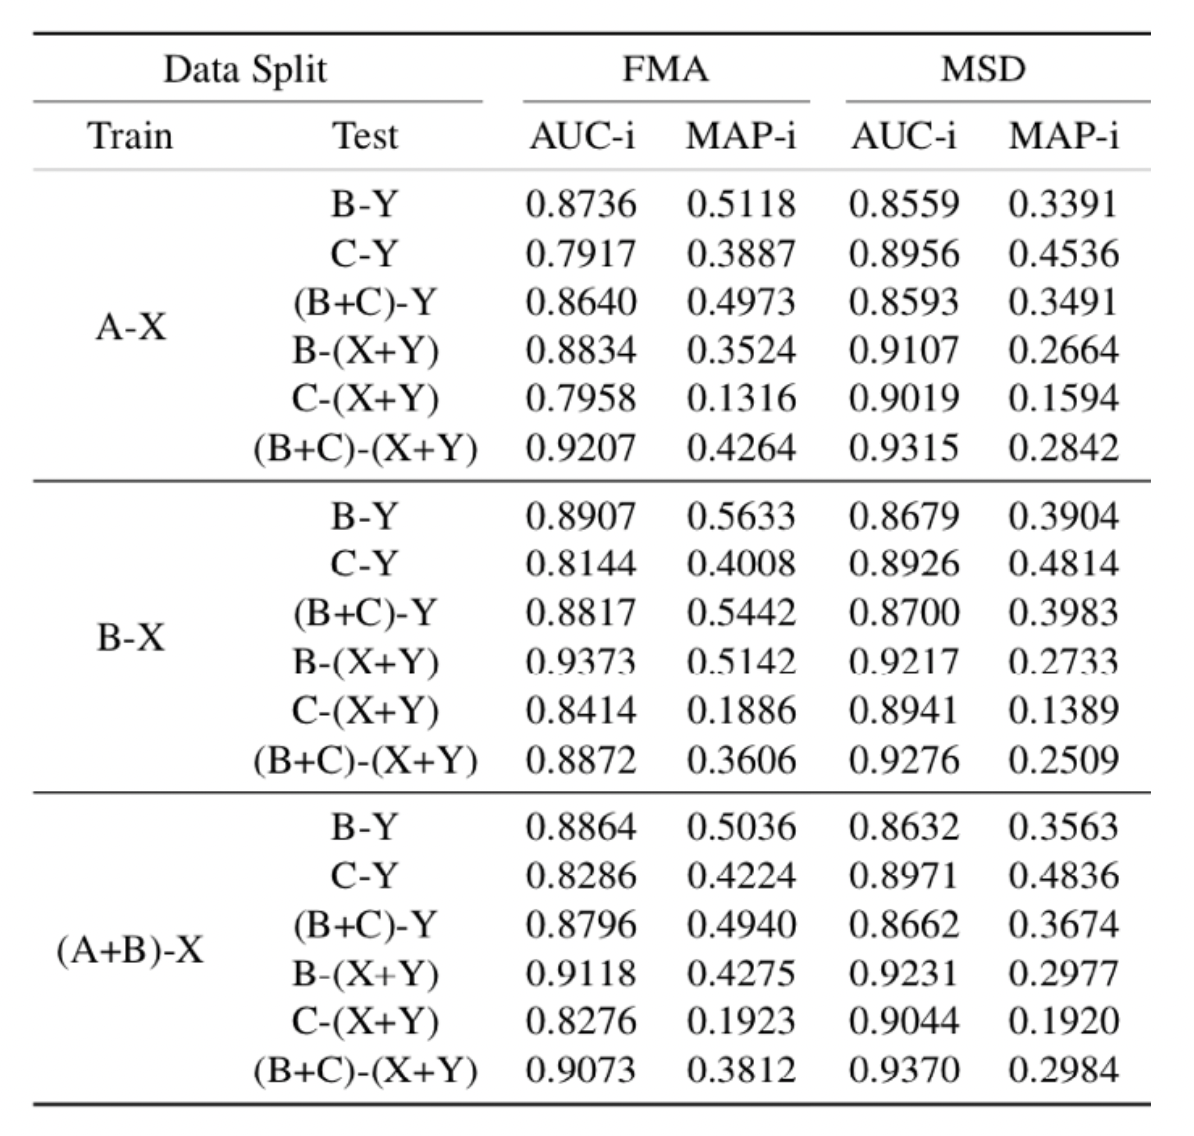 Data Split FMA MSD
Train Test AUC-i MAP-i AUC-i MAP-i
B-Y 0.8736 0.5118 0.8559 0.3391
C-Y 0.7917 0.3887 0.8956 0.4536
(B+C)-Y 0.8640 0.4973 0.8593 0.3491
A-X
B-(X+Y) 0.8834 0.3524 0.9107 0.2664
C-(X+Y) 0.7958 0.1316 0.9019 0.1594
(B+C)-(X+Y) 0.9207 0.4264 0.9315 0.2842
B-Y 0.8907 0.5633 0.8679 0.3904
C-Y 0.8144 0.4008 0.8926 0.4814
(B+C)-Y 0.8817 0.5442 0.8700 0.3983
B-X
B-(X+Y) 0.9373 0.5142 0.9217 0.2733
C-(X+Y) 0.8414 0.1886 0.8941 0.1389
(B+C)-(X+Y) 0.8872 0.3606 0.9276 0.2509
B-Y 0.8864 0.5036 0.8632 0.3563
C-Y 0.8286 0.4224 0.8971 0.4836
(B+C)-Y 0.8796 0.4940 0.8662 0.3674
(A+B)-X
B-(X+Y) 0.9118 0.4275 0.9231 0.2977
C-(X+Y) 0.8276 0.1923 0.9044 0.1920
(B+C)-(X+Y) 0.9073 0.3812 0.9370 0.2984